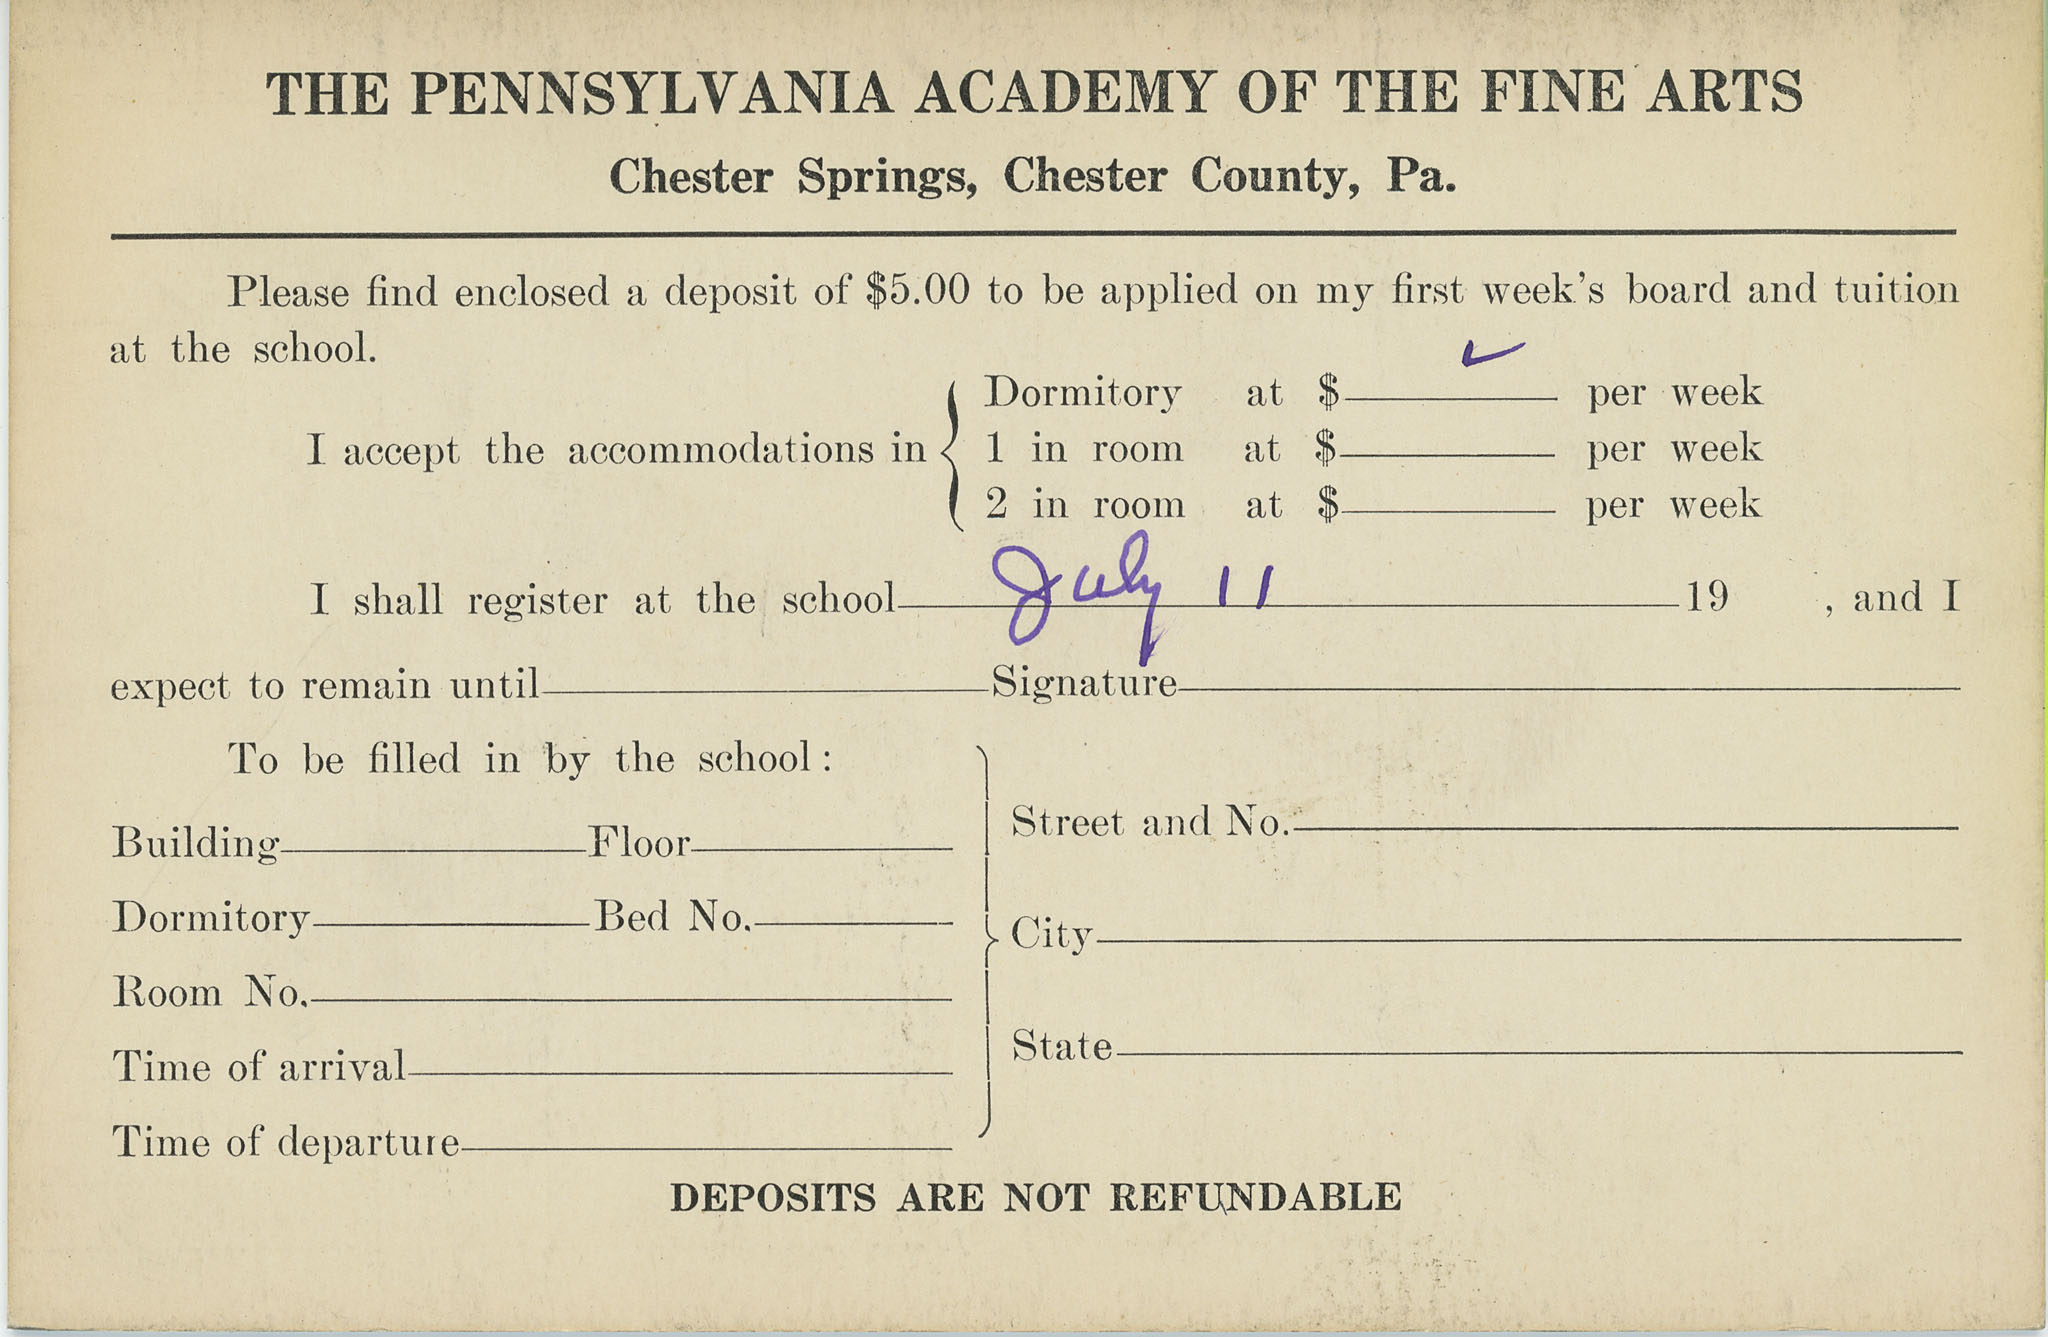 THE PENNSYLVANIA ACADEMY OF THE FINE ARTS
Chester Springs, Chester County, Pa.
Please find enclosed a deposit of $5.00 to be applied on my first week's board and tuition
at the school.
I accept the accommodations in
Dormitory at $ ✓ per week
1 in room at $ per week
2 in room at $ per week
I shall register at the school July 11 19 , and I
expect to remain until Signature
To be filled in by the school:
Building Floor
Dormitory Bed No.
Room No.
Time of arrival
Time of departure
Street and No.
City
State
DEPOSITS ARE NOT REFUNDABLE